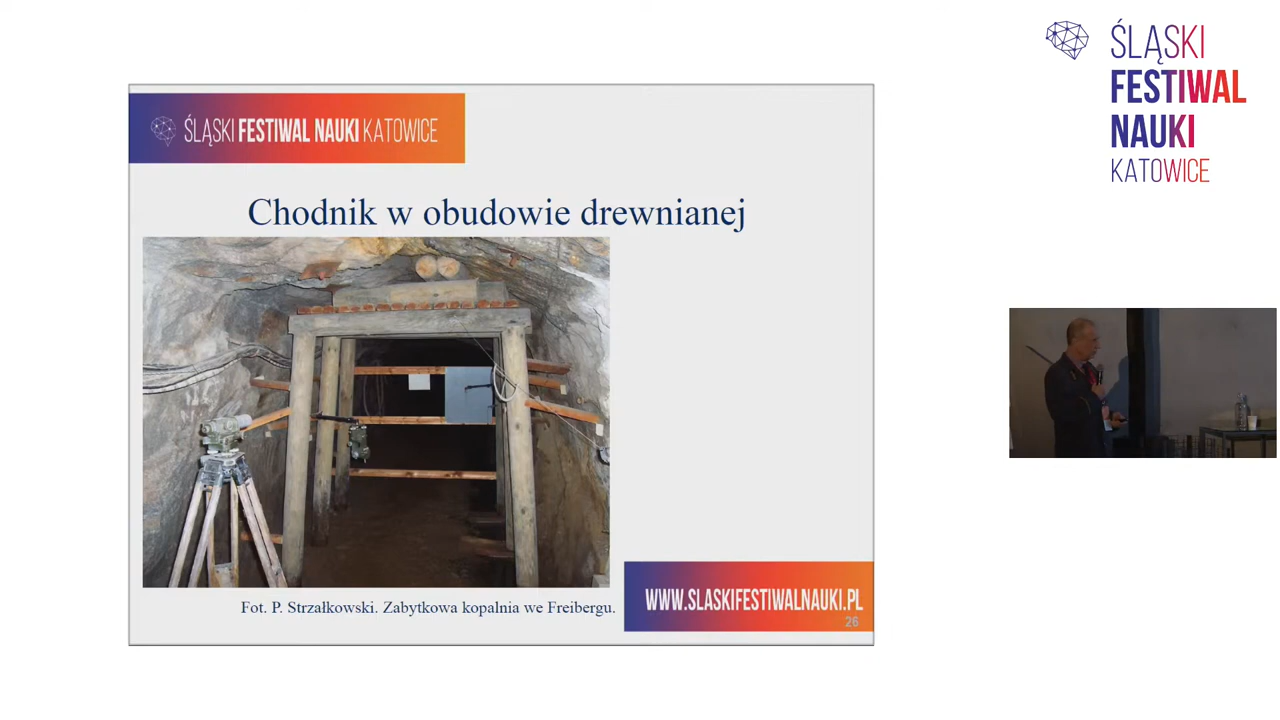 ŚLĄSKI
FESTIWAL
NAUKI
KATOWICE
ŚLĄSKI FESTIWAL NAUKI KATOWICE
Chodnik w obudowie drewnianej
Fot. P. Strzałkowski. Zabytkowa kopalnia we Freibergu.
WWW.SLASKIFESTIWALNAUKI.PL
26